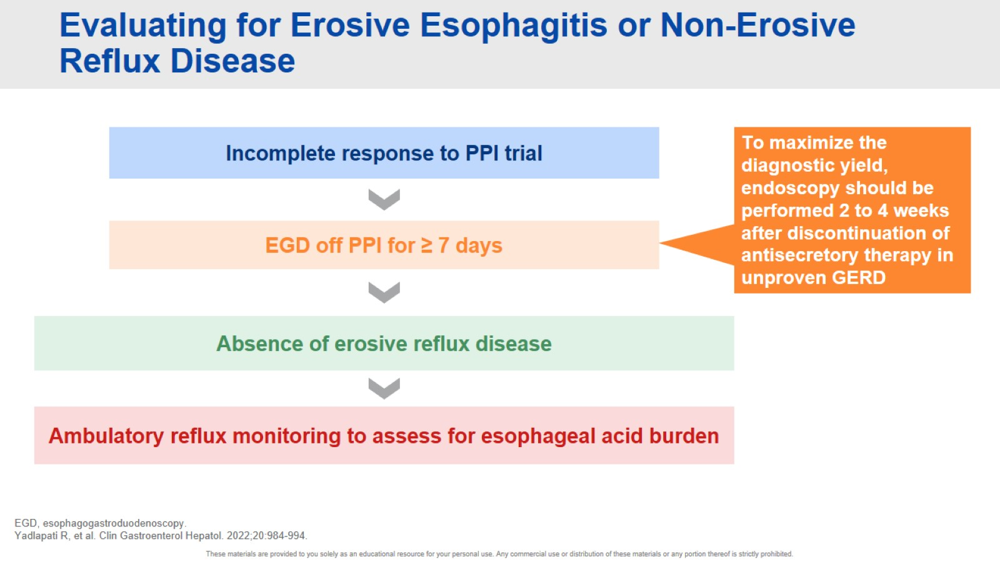 Evaluating for Erosive Esophagitis or Non-Erosive
Reflux Disease
Incomplete response to PPI trial
EGD off PPI for ≥ 7 days
To maximize the
diagnostic yield,
endoscopy should be
performed 2 to 4 weeks
after discontinuation of
antisecretory therapy in
unproven GERD
Absence of erosive reflux disease
Ambulatory reflux monitoring to assess for esophageal acid burden
EGD, esophagogastroduodenoscopy.
Yadlapati R, et al. Clin Gastroenterol Hepatol. 2022;20:984-994.
These materials are provided to you solely as an educational resource for your personal use. Any commercial use or distribution of these materials or any portion thereof is strictly prohibited.